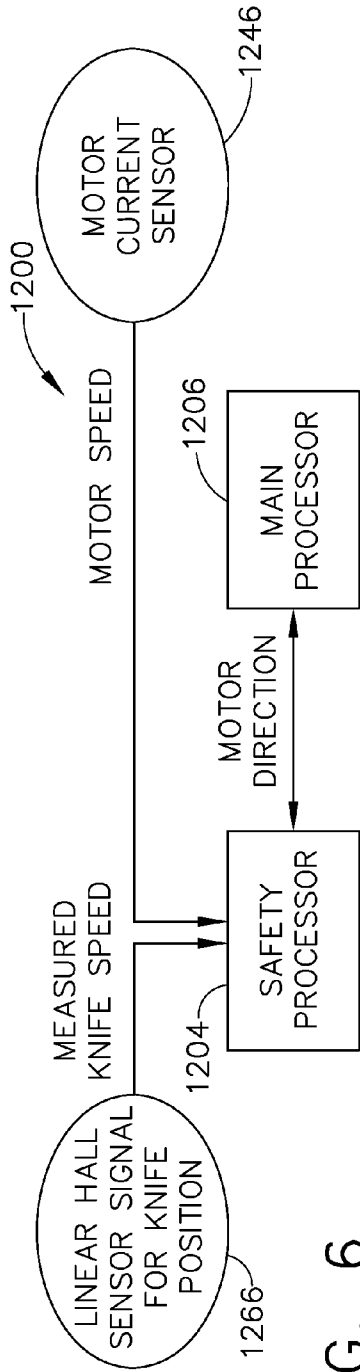 1200
LINEAR HALL
SENSOR SIGNAL
FOR KNIFE
POSITION
1266
MEASURED
KNIFE SPEED
MOTOR SPEED
MOTOR
CURRENT
SENSOR
1246
1204
SAFETY
PROCESSOR
MOTOR
DIRECTION
MAIN
PROCESSOR
1206
G. 6